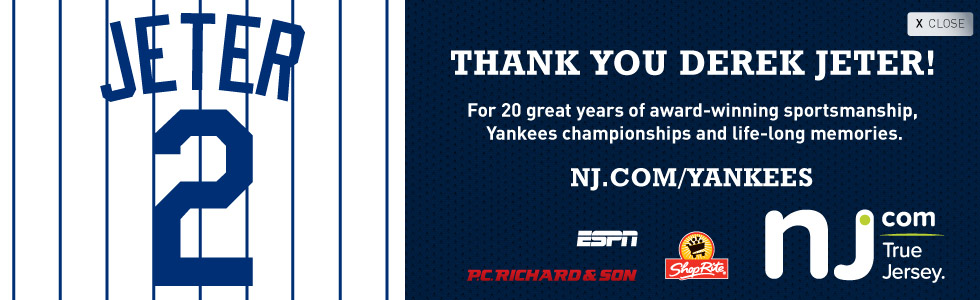 JETER
2
X CLOSE
THANK YOU DEREK JETER!
For 20 great years of award-winning sportsmanship,
Yankees championships and life-long memories.
NJ.COM/YANKEES
ESPN
P.C. RICHARD & SON
ShopRite
nj.com
True
Jersey.